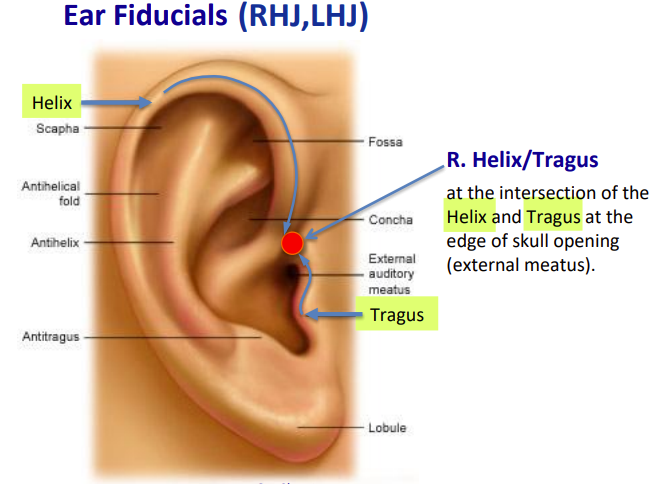 Ear Fiducials (RHJ,LHJ)
Helix
Scapha
Antihelical
fold
Antihelix
Antitragus
Fossa
Concha
External
auditory
meatus
Tragus
Lobule
R. Helix/Tragus
at the intersection of the
Helix and Tragus at the
edge of skull opening
(external meatus).